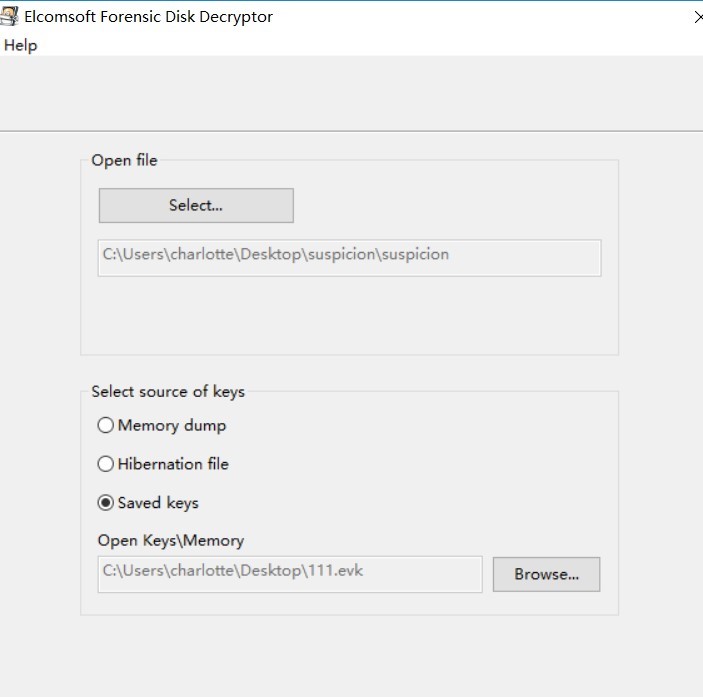 Elcomsoft Forensic Disk Decryptor
Help
Open file
Select...
C:\Users\charlotte\Desktop\suspicion\suspicion
Select source of keys
Memory dump
Hibernation file
Saved keys
Open Keys\Memory
C:\Users\charlotte\Desktop\111.evk
Browse...